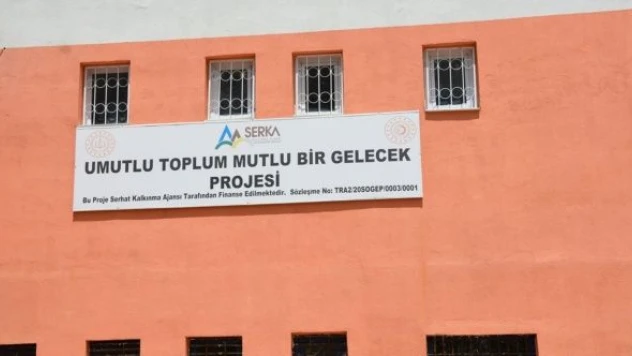 SERKA
UMUTLU TOPLUM MUTLU BİR GELECEK
PROJESİ
Bu Proje Serhat Kalkınma Ajansı Tarafından Finanse Edilmektedir. Sözleşme No: TRA2/20SOGEP/0003/0001